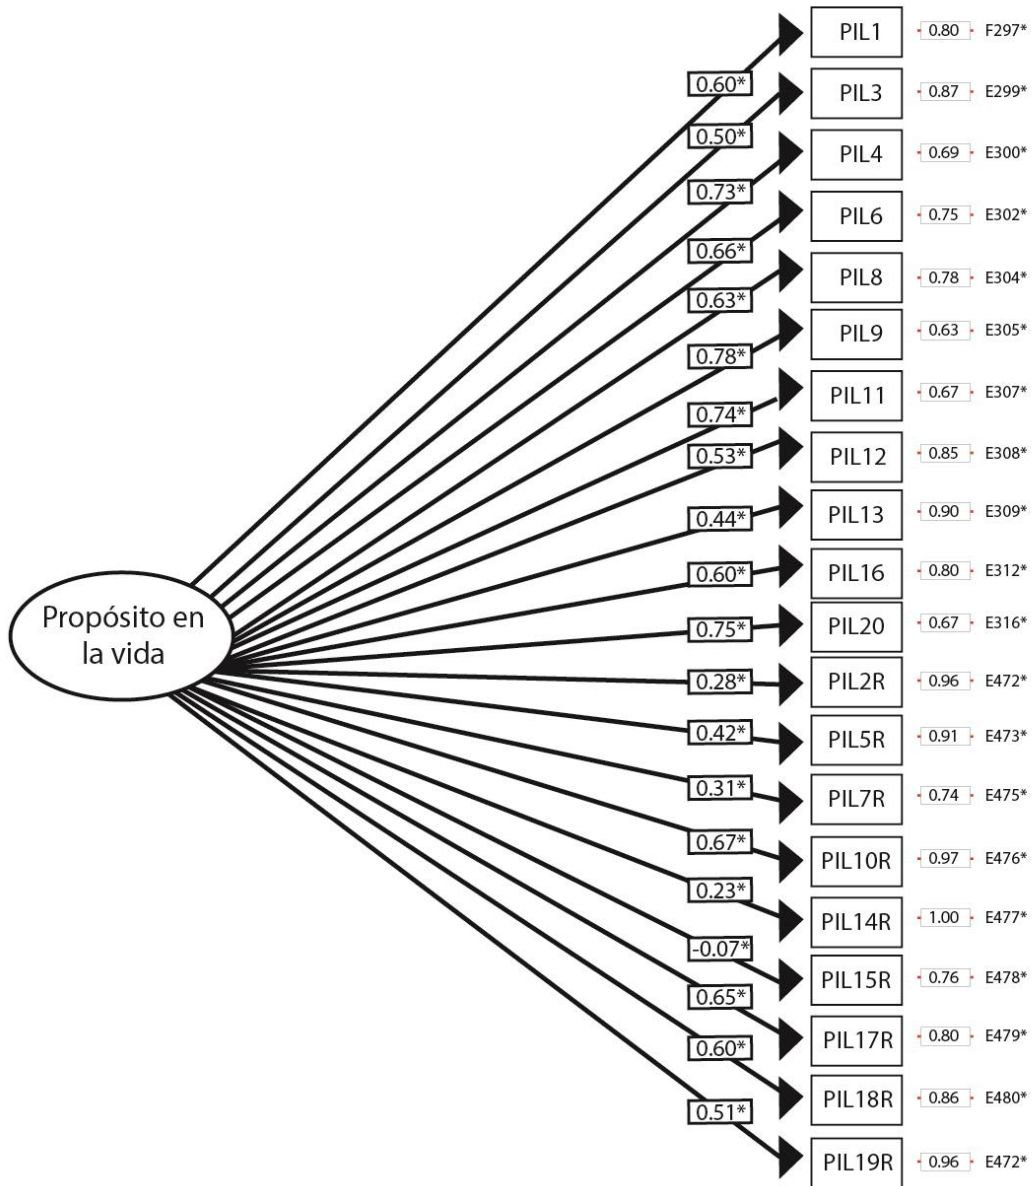 PIL1 0.80 F297*
0.60*
PIL3 0.87 E299*
0.50*
PIL4 0.69 E300*
0.73*
PIL6 0.75 E302*
0.66*
PIL8 0.78 E304*
0.63*
PIL9 0.63 E305*
0.78*
PIL11 0.67 E307*
0.74*
PIL12 0.85 E308*
0.53*
PIL13 0.90 E309*
0.44*
PIL16 0.80 E312*
0.60*
Propósito en
la vida
PIL20 0.67 E316*
0.75*
PIL2R 0.96 E472*
0.28*
PIL5R 0.91 E473*
0.42*
PIL7R 0.74 E475*
0.31*
PIL10R 0.97 E476*
0.67*
PIL14R 1.00 E477*
0.23*
PIL15R 0.76 E478*
-0.07*
PIL17R 0.80 E479*
0.65*
PIL18R 0.86 E480*
0.60*
PIL19R 0.96 E472*
0.51*